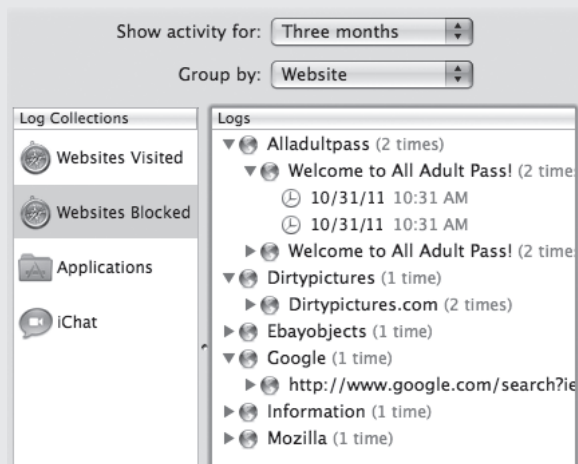 Show activity for: Three months
Group by: Website
Log Collections
Websites Visited
Websites Blocked
Applications
iChat
Logs
Alladultpass (2 times)
Welcome to All Adult Pass! (2 time
10/31/11 10:31 AM
10/31/11 10:31 AM
Welcome to All Adult Pass! (2 time
Dirtypictures (1 time)
Dirtypictures.com (2 times)
Ebayobjects (1 time)
Google (1 time)
http://www.google.com/search?ie
Information (1 time)
Mozilla (1 time)